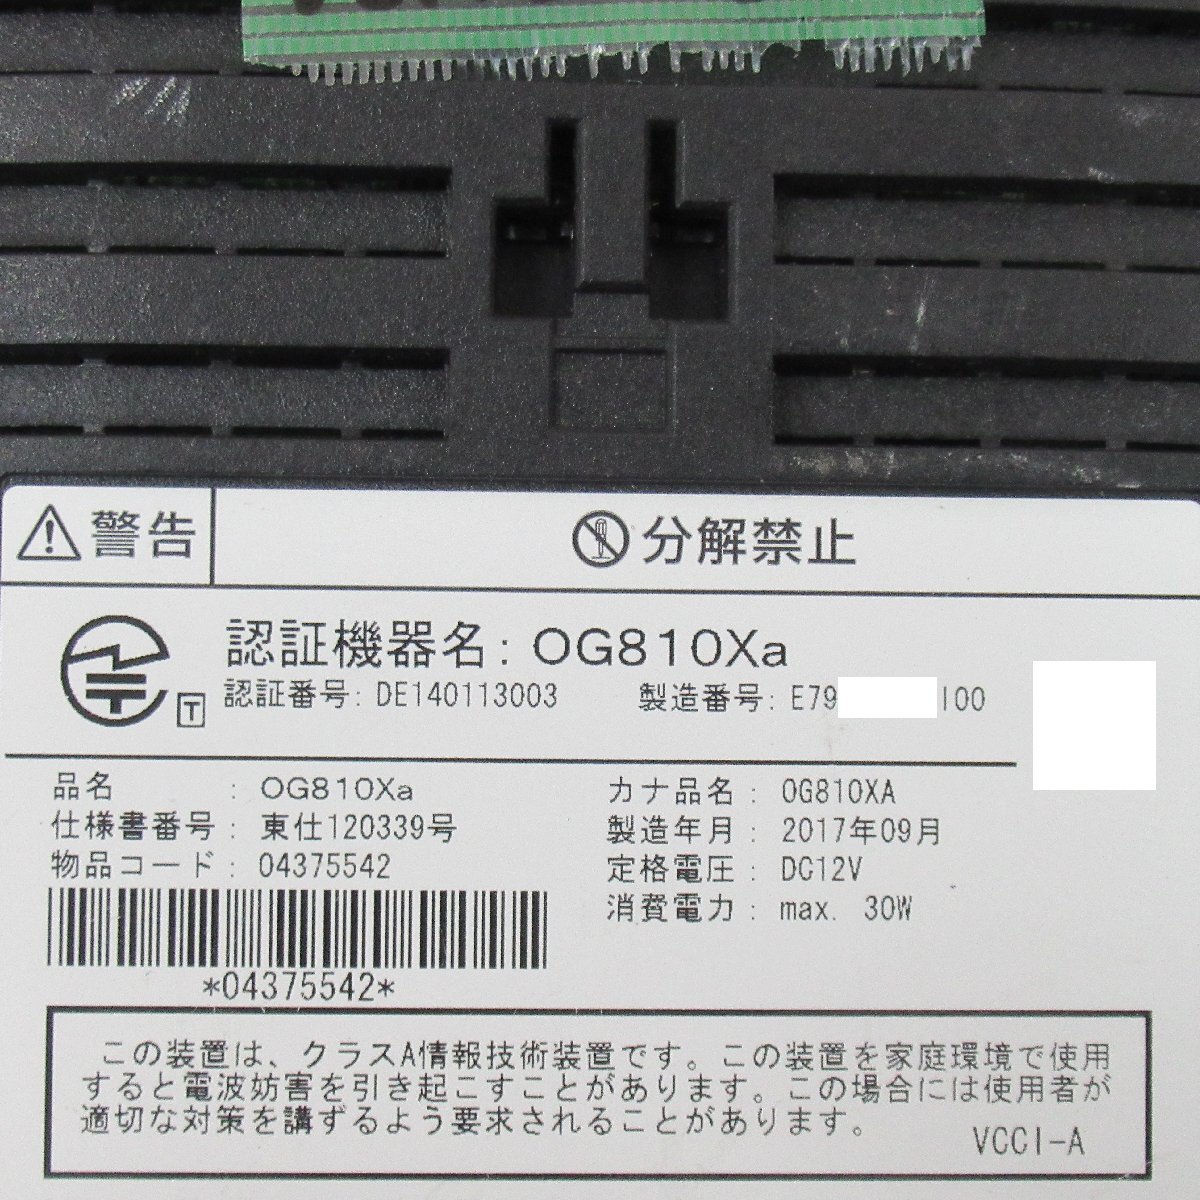 警告
分解禁止
認証機器名: OG810Xa
T
認証番号: DE140113003 製造番号: E79 I00
品名 : OG810Xa
仕様書番号 : 東仕120339号
物品コード : 04375542
カナ品名 : OG810XA
製造年月 : 2017年09月
定格電圧 : DC12V
消費電力 : max. 30W
*04375542*
この装置は、クラスA情報技術装置です。この装置を家庭環境で使用
すると電波妨害を引き起こすことがあります。この場合には使用者が
適切な対策を講ずるよう要求されることがあります。
VCCI-A